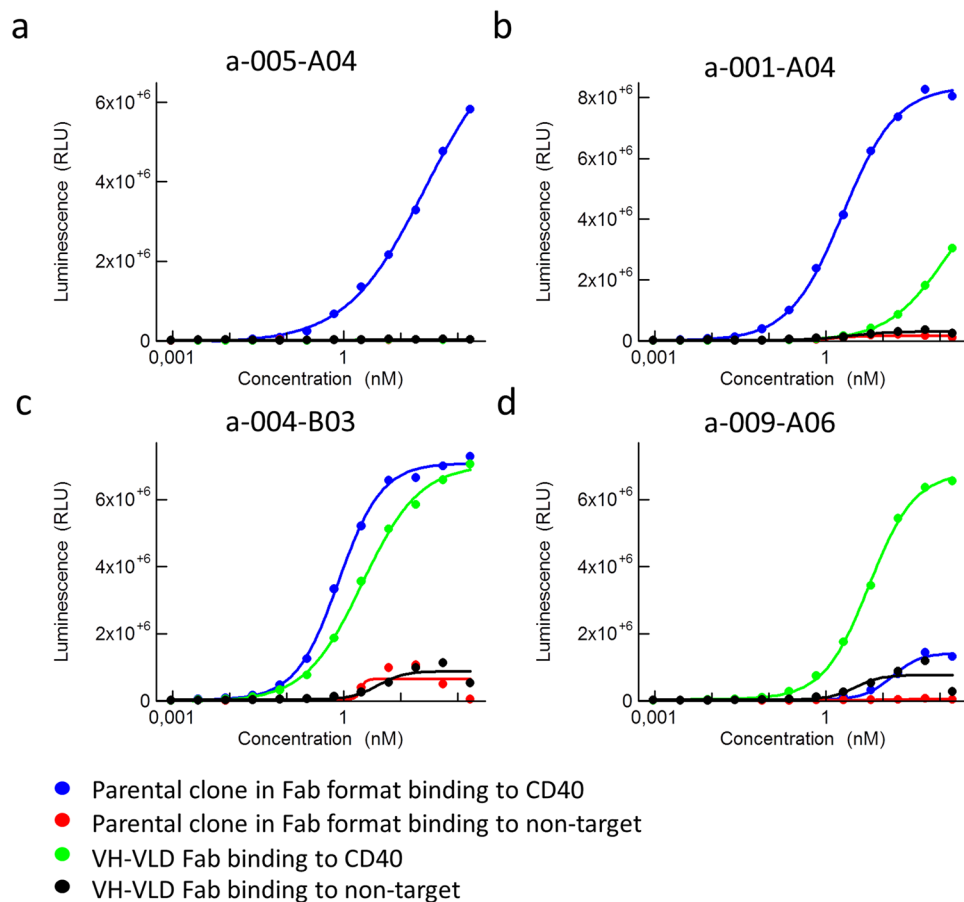 a
a-005-A04
6x10+6
4x10+6
2x10+6
0
Luminescence (RLU)
0,001
1
Concentration (nM)
b
a-001-A04
8x10+6
6x10+6
4x10+6
2x10+6
0
Luminescence (RLU)
0,001
1
Concentration (nM)
c
a-004-B03
6x10+6
4x10+6
2x10+6
0
Luminescence (RLU)
0,001
1
Concentration (nM)
d
a-009-A06
6x10+6
4x10+6
2x10+6
0
Luminescence (RLU)
0,001
1
Concentration (nM)
Parental clone in Fab format binding to CD40
Parental clone in Fab format binding to non-target
VH-VLD Fab binding to CD40
VH-VLD Fab binding to non-target